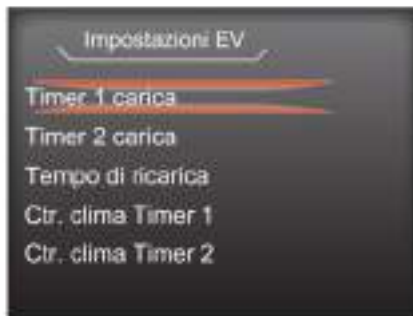 Impostazioni EV
Timer 1 carica
Timer 2 carica
Tempo di ricarica
Ctr. clima Timer 1
Ctr. clima Timer 2